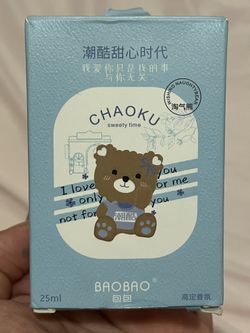 潮酷甜心时代
我爱你只是我的事
与你无关
CHAOKU
sweety time
淘气熊
I love you
only for me
not for you
潮酷
BAOBAO
包包
25ml
高定香氛